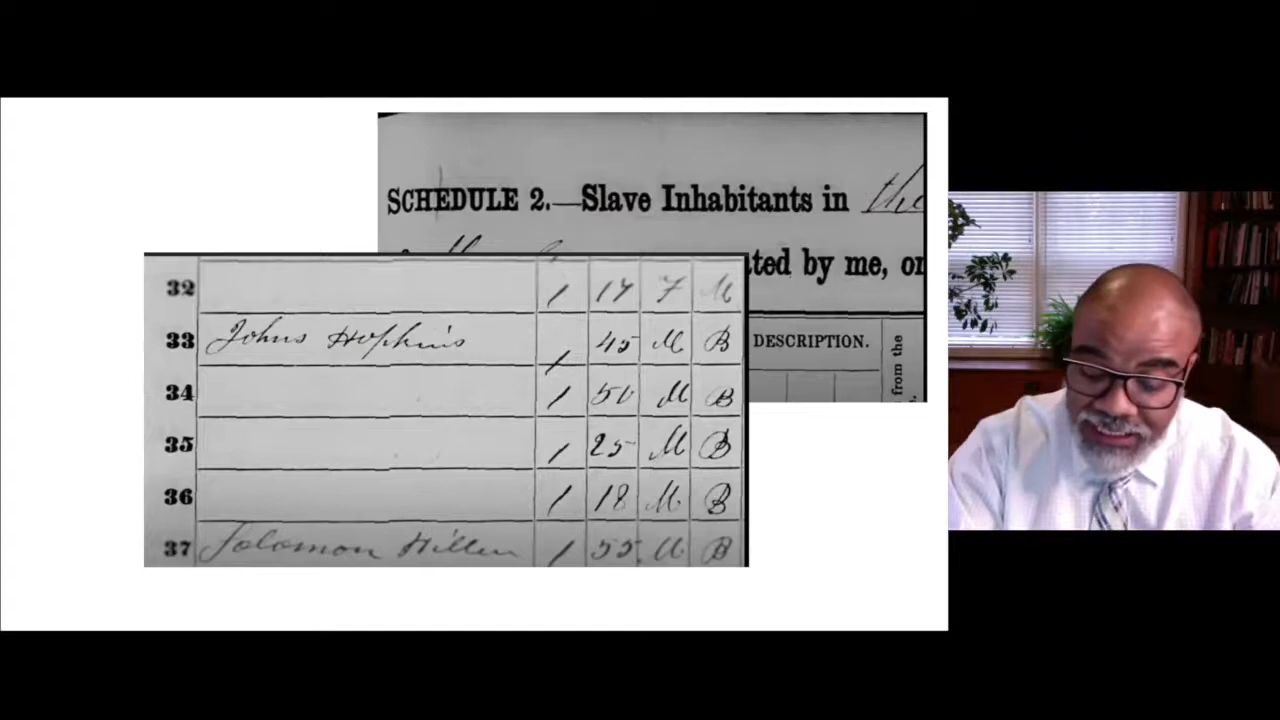 SCHEDULE 2.—Slave Inhabitants in the
ated by me, on
DESCRIPTION.
from the
32 1 17 F M
33 Johns Hopkins 1 45 M B
34 1 50 M B
35 1 25 M B
36 1 18 M B
37 Solomon Hillen 1 55 M B